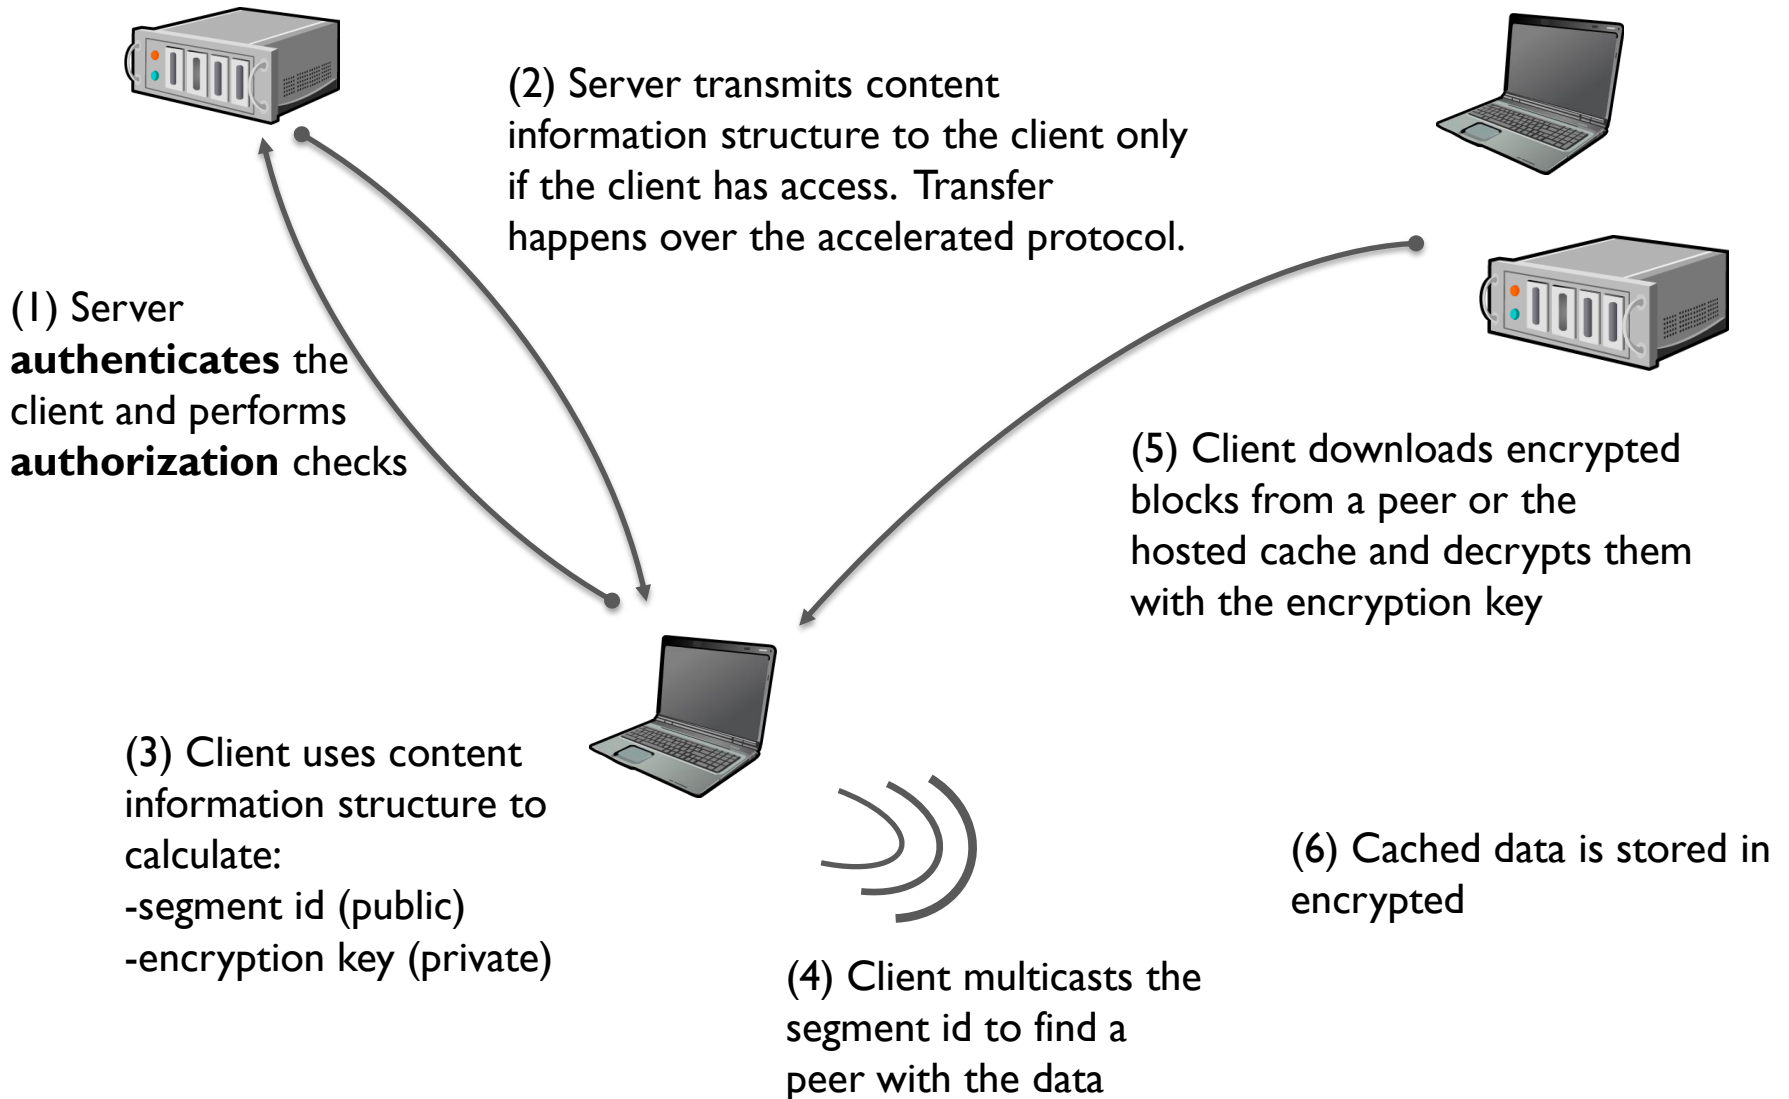 (1) Server
authenticates the
client and performs
authorization checks
(2) Server transmits content
information structure to the client only
if the client has access. Transfer
happens over the accelerated protocol.
(3) Client uses content
information structure to
calculate:
-segment id (public)
-encryption key (private)
(4) Client multicasts the
segment id to find a
peer with the data
(5) Client downloads encrypted
blocks from a peer or the
hosted cache and decrypts them
with the encryption key
(6) Cached data is stored in
encrypted